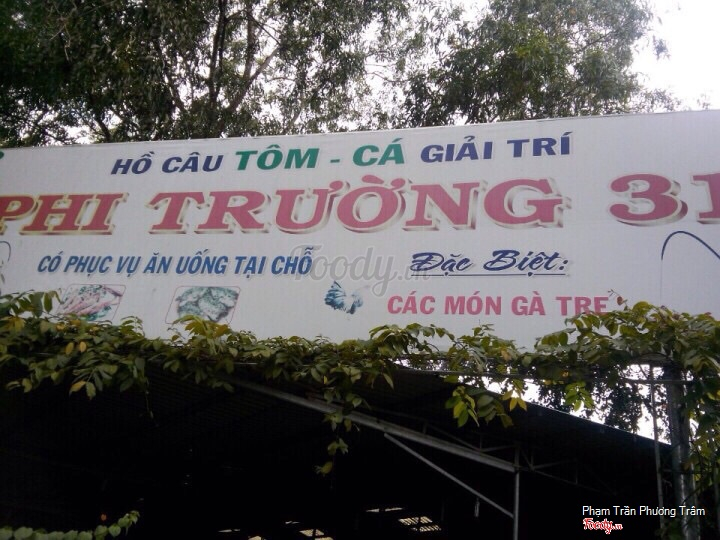 HỒ CÂU TÔM - CÁ GIẢI TRÍ
PHI TRƯỜNG 31
CÓ PHỤC VỤ ĂN UỐNG TẠI CHỖ
Đặc Biệt:
CÁC MÓN GÀ TRE
Foody.vn
Phạm Trần Phương Trâm
Foody.vn